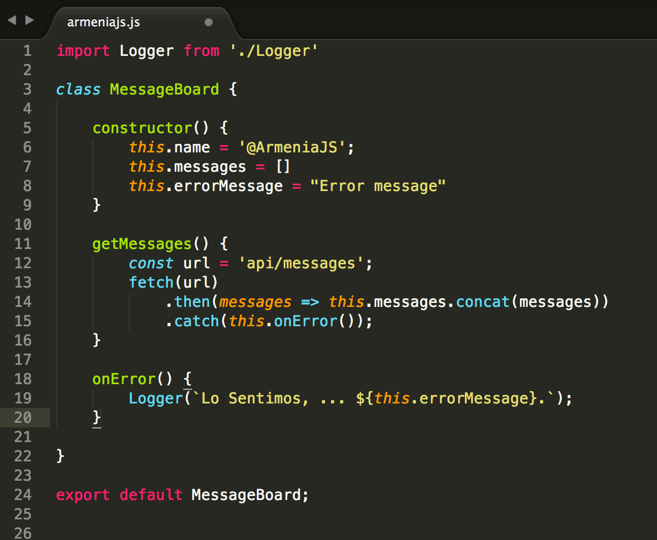 armeniajs.js
1 import Logger from './Logger'
2
3 class MessageBoard {
4
5     constructor() {
6         this.name = '@ArmeniaJS';
7         this.messages = []
8         this.errorMessage = "Error message"
9     }
10
11     getMessages() {
12         const url = 'api/messages';
13         fetch(url)
14             .then(messages => this.messages.concat(messages))
15             .catch(this.onError());
16     }
17
18     onError() {
19         Logger(`Lo Sentimos, ... ${this.errorMessage}.`);
20     }
21
22 }
23
24 export default MessageBoard;
25
26